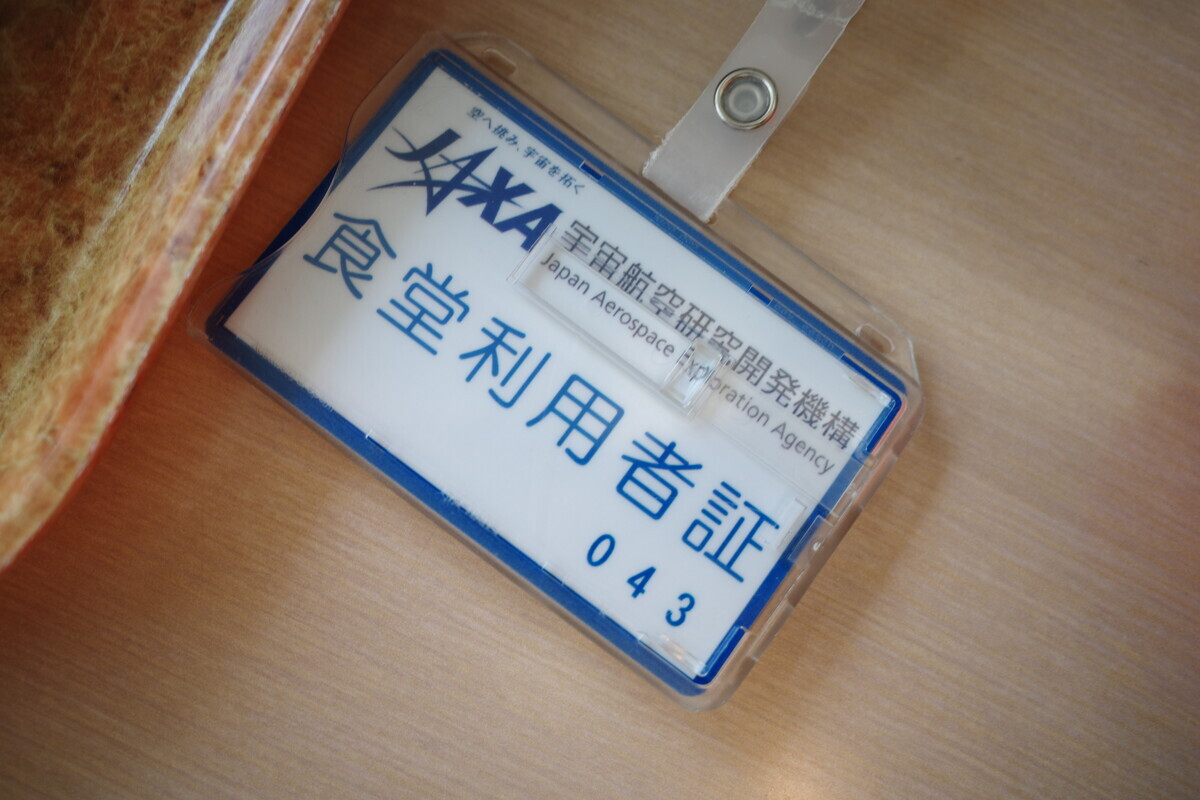 空へ挑み、宇宙を拓く
JAXA
宇宙航空研究開発機構
Japan Aerospace Exploration Agency
食堂利用者証
043